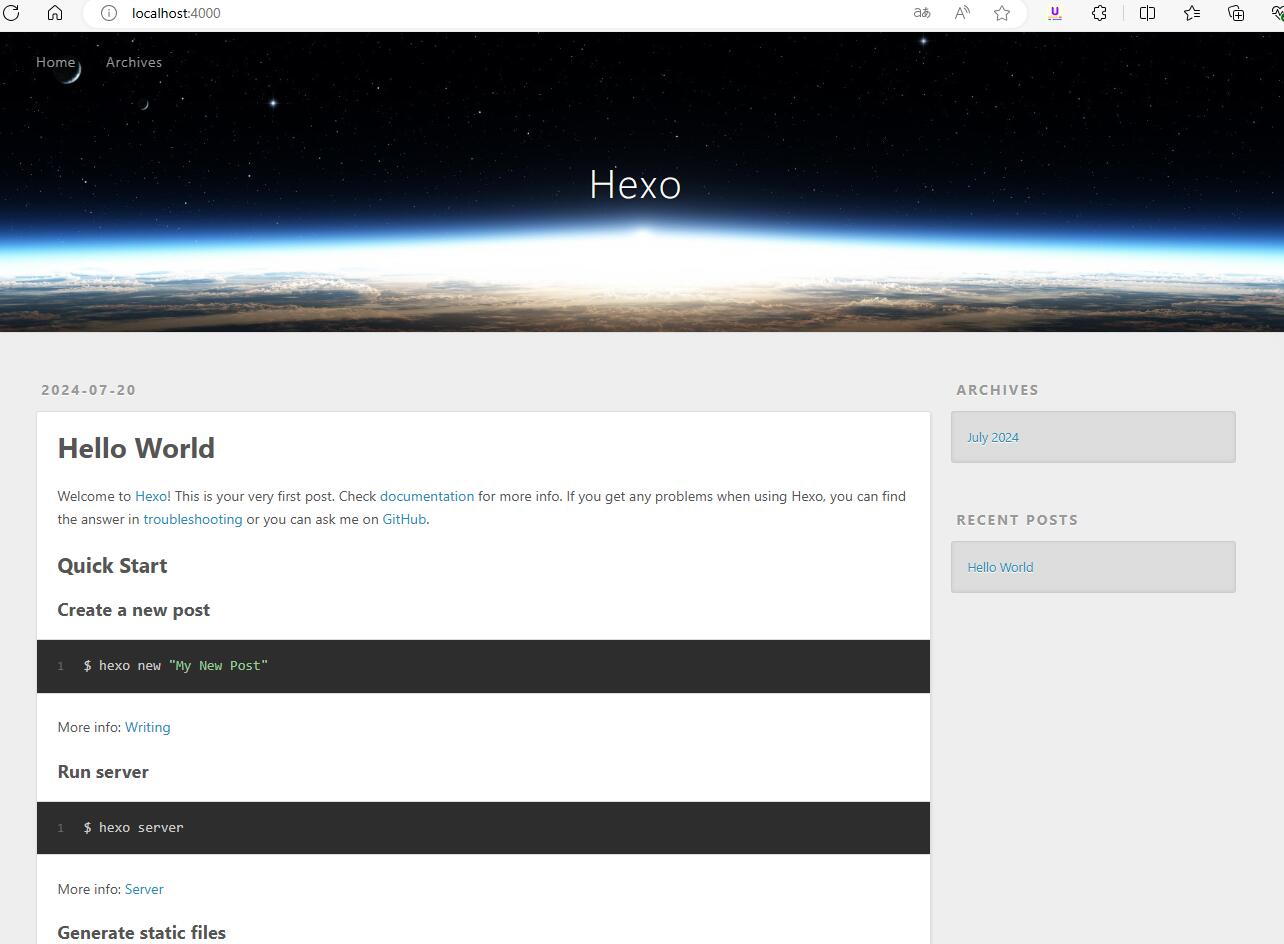 localhost:4000
Home Archives
Hexo
2024-07-20
Hello World
Welcome to Hexo! This is your very first post. Check documentation for more info. If you get any problems when using Hexo, you can find
the answer in troubleshooting or you can ask me on GitHub.
Quick Start
Create a new post
1 $ hexo new "My New Post"
More info: Writing
Run server
1 $ hexo server
More info: Server
Generate static files
ARCHIVES
July 2024
RECENT POSTS
Hello World